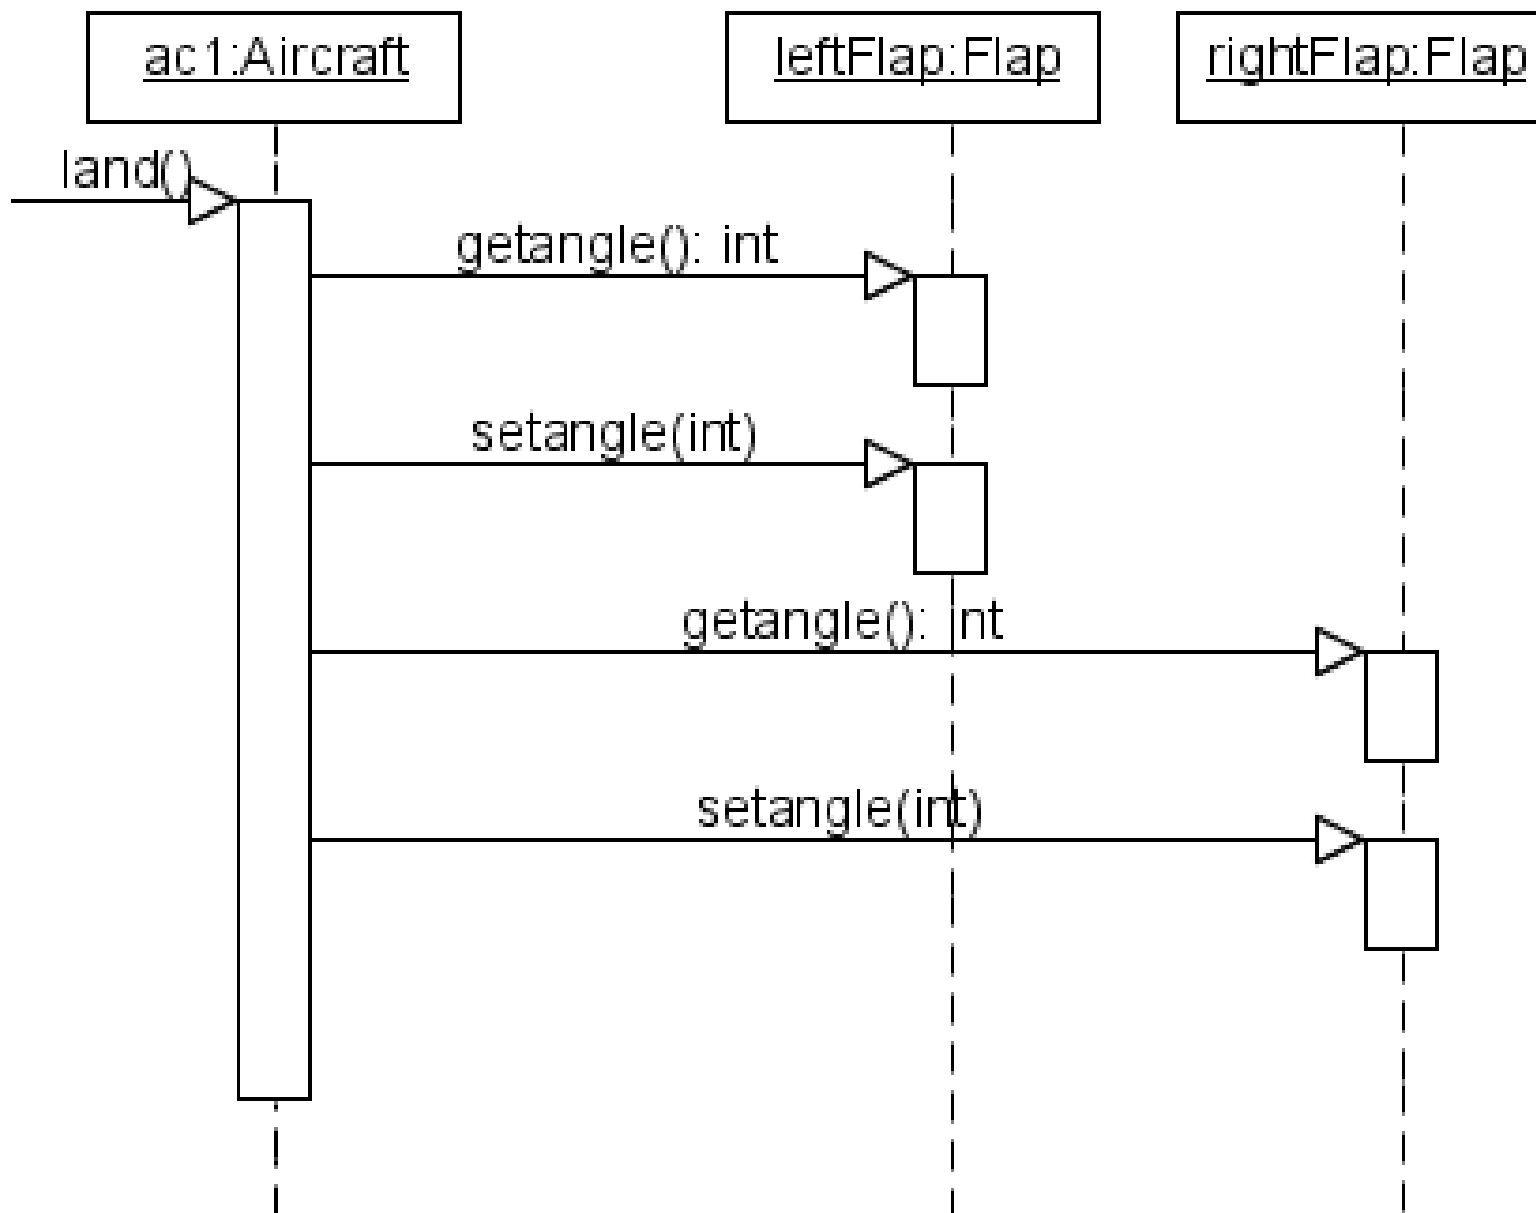 ac1:Aircraft
leftFlap:Flap
rightFlap:Flap
land()
getangle(): int
setangle(int)
getangle(): int
setangle(int)